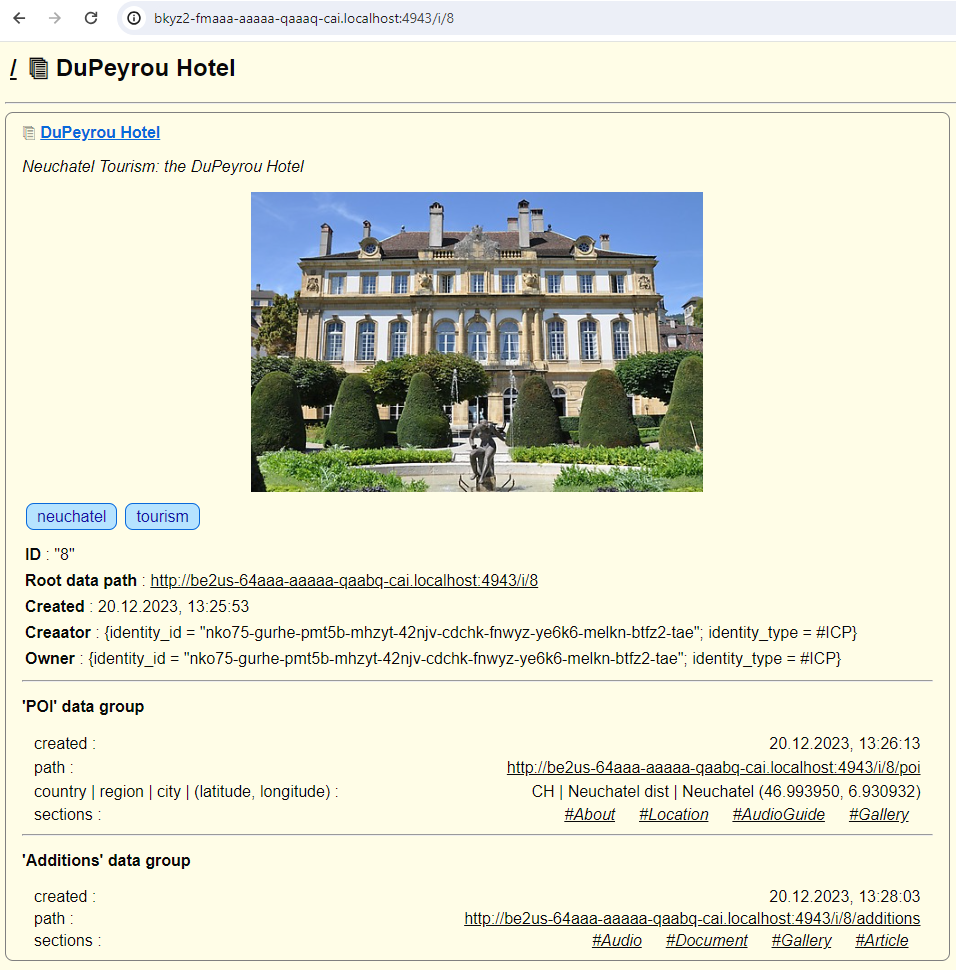 bkyz2-fmaaa-aaaaa-qaaaq-cai.localhost:4943/i/8
/ DuPeyrou Hotel
DuPeyrou Hotel
Neuchatel Tourism: the DuPeyrou Hotel
neuchatel tourism
ID : "8"
Root data path : http://be2us-64aaa-aaaaa-qaabq-cai.localhost:4943/i/8
Created : 20.12.2023, 13:25:53
Creaator : {identity_id = "nko75-gurhe-pmt5b-mhzyt-42njv-cdchk-fnwyz-ye6k6-melkn-btfz2-tae"; identity_type = #ICP}
Owner : {identity_id = "nko75-gurhe-pmt5b-mhzyt-42njv-cdchk-fnwyz-ye6k6-melkn-btfz2-tae"; identity_type = #ICP}
'POI' data group
created : 20.12.2023, 13:26:13
path : http://be2us-64aaa-aaaaa-qaabq-cai.localhost:4943/i/8/poi
country | region | city | (latitude, longitude) : CH | Neuchatel dist | Neuchatel (46.993950, 6.930932)
sections : #About #Location #AudioGuide #Gallery
'Additions' data group
created : 20.12.2023, 13:28:03
path : http://be2us-64aaa-aaaaa-qaabq-cai.localhost:4943/i/8/additions
sections : #Audio #Document #Gallery #Article